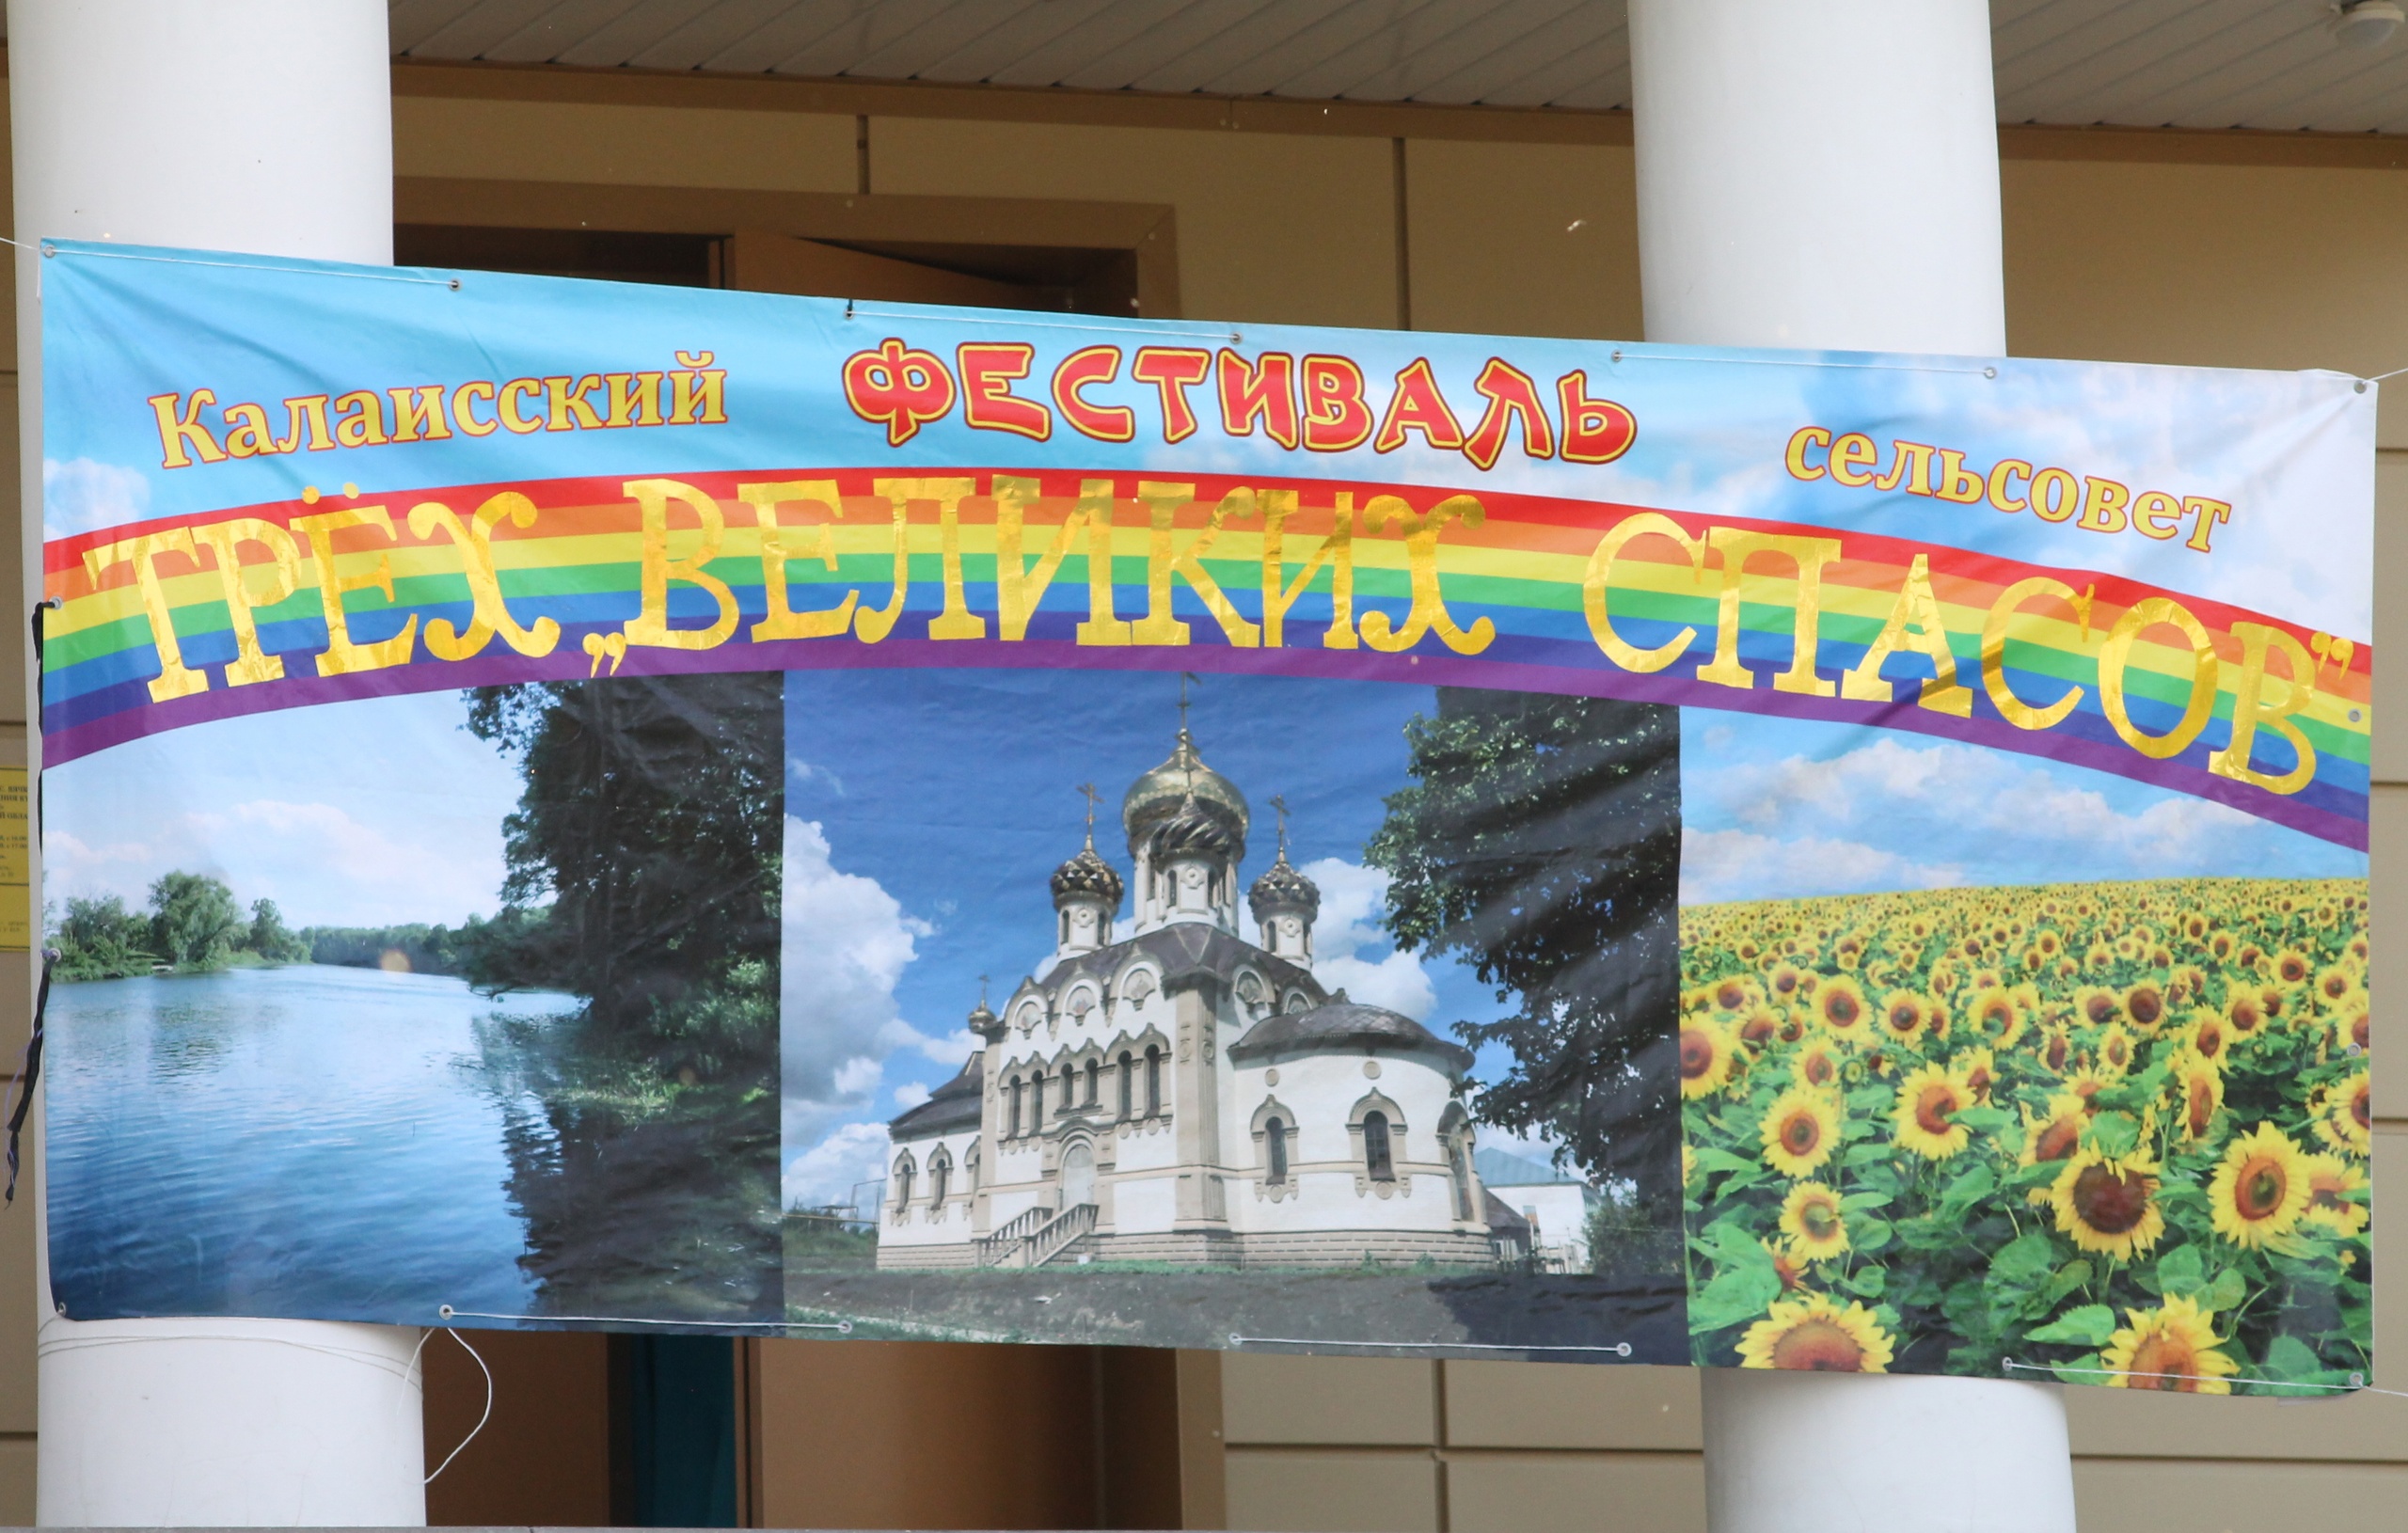 Калаисский ФЕСТИВАЛЬ сельсовет
ТРЁХ „ВЕЛИКИХ СПАСОВ”